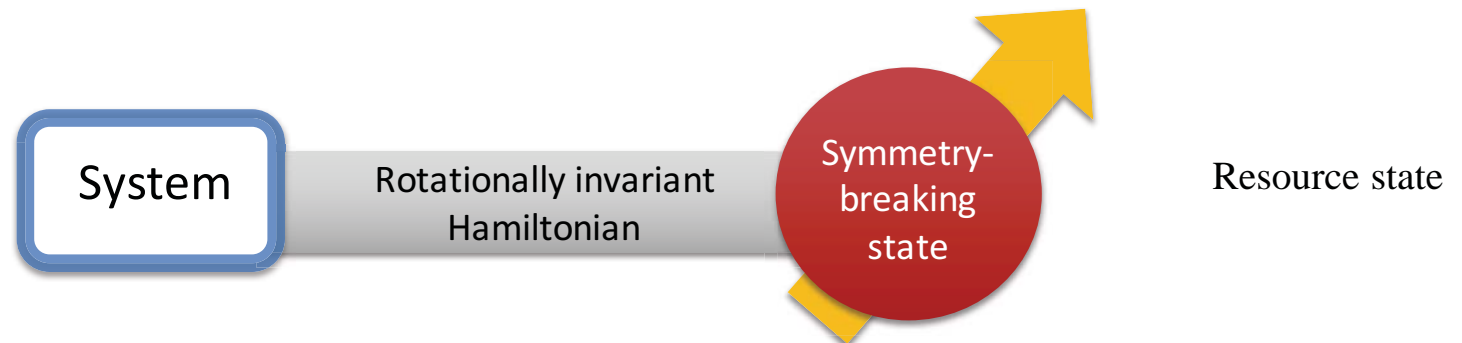 System
Rotationally invariant
Hamiltonian
Symmetry-
breaking
state
Resource state